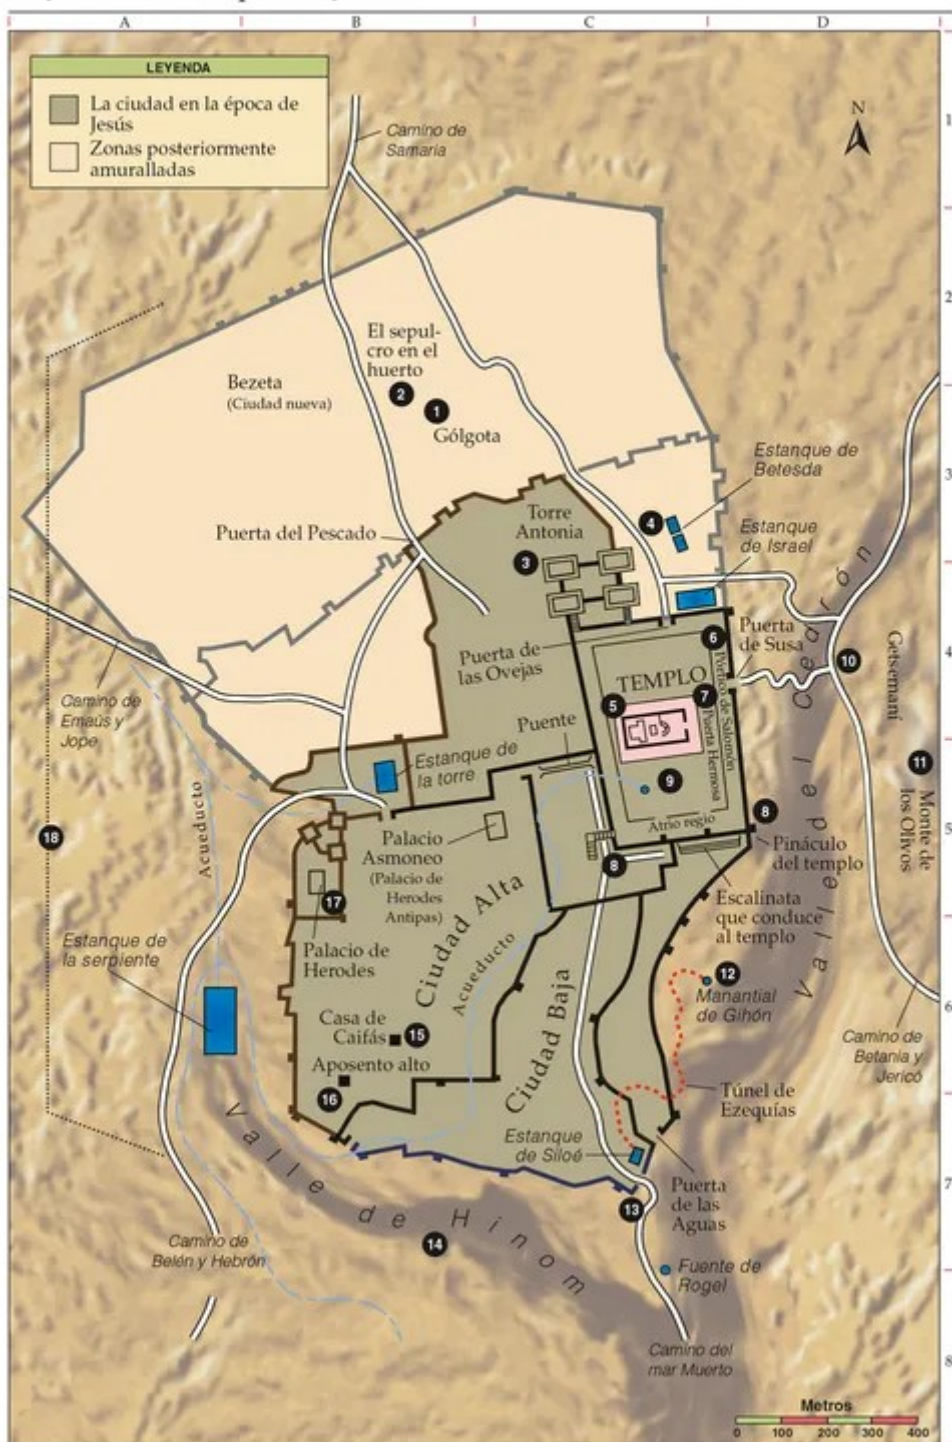 A
B
C
D
LEYENDA
La ciudad en la época de
Jesús
Zonas posteriormente
amuralladas
N
1
Camino de
Samaria
2
El sepul-
cro en el
huerto
Bezeta
(Ciudad nueva)
2
1
Gólgota
3
Estanque de
Betesda
Torre
Antonia
4
Estanque
de Israel
Puerta del Pescado
3
Puerta
de Susa
6
4
Puerta de
las Ovejas
TEMPLO
7
5
Pórtico de Salomón
Puerta Hermosa
10
Getsemaní
Camino de
Emaús y
Jope
Puente
Estanque de
la torre
9
11
Monte de
los Olivos
Acueducto
18
Atrio regio
8
Pináculo
del templo
5
Palacio
Asmoneo
(Palacio de
Herodes
Antipas)
8
Escalinata
que conduce
al templo
17
Palacio de
Herodes
Ciudad Alta
Acueducto
Ciudad Baja
Estanque de
la serpiente
12
Manantial
de Gihón
Valle del Cedrón
6
Casa de
Caifás
15
Aposento alto
16
Camino de
Betania y
Jericó
Túnel de
Ezequías
Estanque
de Siloé
7
Puerta
de las
Aguas
13
Valle de Hinom
14
Camino de
Belén y Hebrón
Fuente de
Rogel
Camino del
mar Muerto
8
Metros
0 100 200 300 400